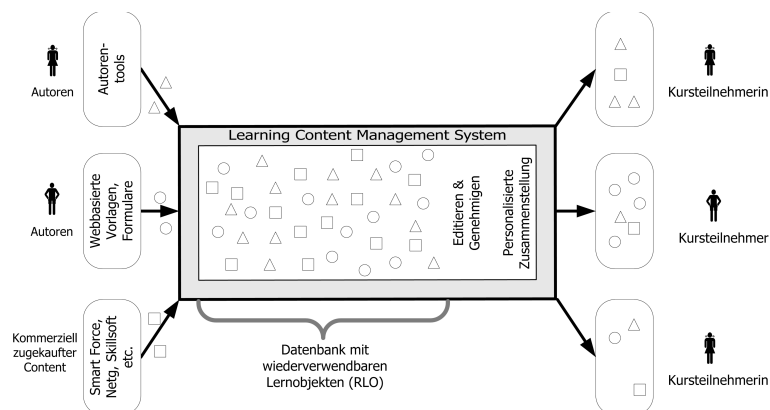 Autoren
Autoren-
tools
Kursteilnehmerin
Learning Content Management System
Autoren
Webbasierte
Vorlagen,
Formulare
Editieren &
Genehmigen
Personalisierte
Zusammenstellung
Kursteilnehmer
Kommerziell
zugekaufter
Content
Smart Force,
Netg, Skillsoft
etc.
Datenbank mit
wiederverwendbaren
Lernobjekten (RLO)
Kursteilnehmerin